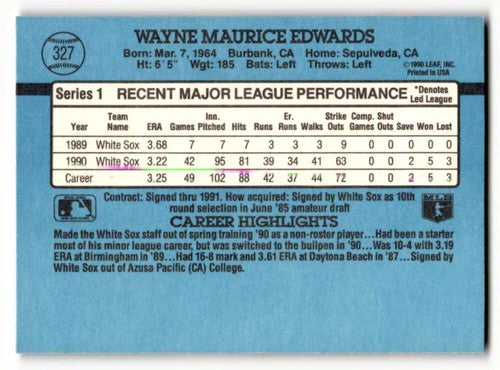 327
WAYNE MAURICE EDWARDS
Born: Mar. 7, 1964 Burbank, CA Home: Sepulveda, CA
Ht: 6' 5" Wgt: 185 Bats: Left Throws: Left
©1990 LEAF, INC.
Printed in USA
Series 1 RECENT MAJOR LEAGUE PERFORMANCE *Denotes Led League
Year Team Name ERA Games Inn. Pitched Hits Runs Er. Runs Walks Strike Outs Comp. Games Shut Outs Save Won Lost
1989 White Sox 3.68 7 7 7 3 3 4 9 0 0 0 0 0
1990 White Sox 3.22 42 95 81 39 34 41 63 0 0 2 5 3
Career 3.25 49 102 88 42 37 44 72 0 0 2 5 3
Contract: Signed thru 1991. How acquired: Signed by White Sox as 10th
round selection in June '85 amateur draft
CAREER HIGHLIGHTS
Made the White Sox staff out of spring training '90 as a non-roster player...Had been a starter
most of his minor league career, but was switched to the bullpen in '90...Was 10-4 with 3.19
ERA at Birmingham in '89...Had 16-8 mark and 3.61 ERA at Daytona Beach in '87...Signed
by White Sox out of Azusa Pacific (CA) College.
MLB